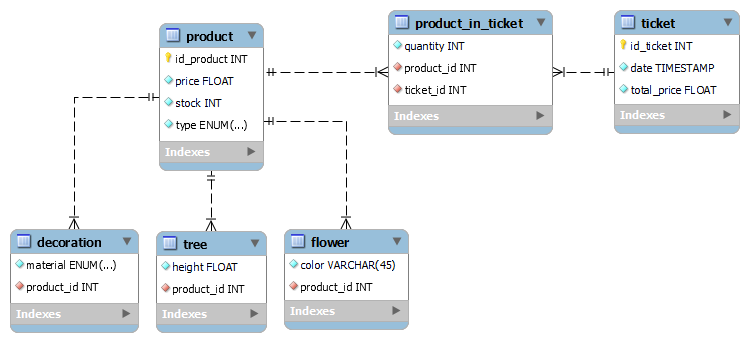 product
id_product INT
price FLOAT
stock INT
type ENUM(...)
Indexes
product_in_ticket
quantity INT
product_id INT
ticket_id INT
Indexes
ticket
id_ticket INT
date TIMESTAMP
total_price FLOAT
Indexes
decoration
material ENUM(...)
product_id INT
Indexes
tree
height FLOAT
product_id INT
Indexes
flower
color VARCHAR(45)
product_id INT
Indexes